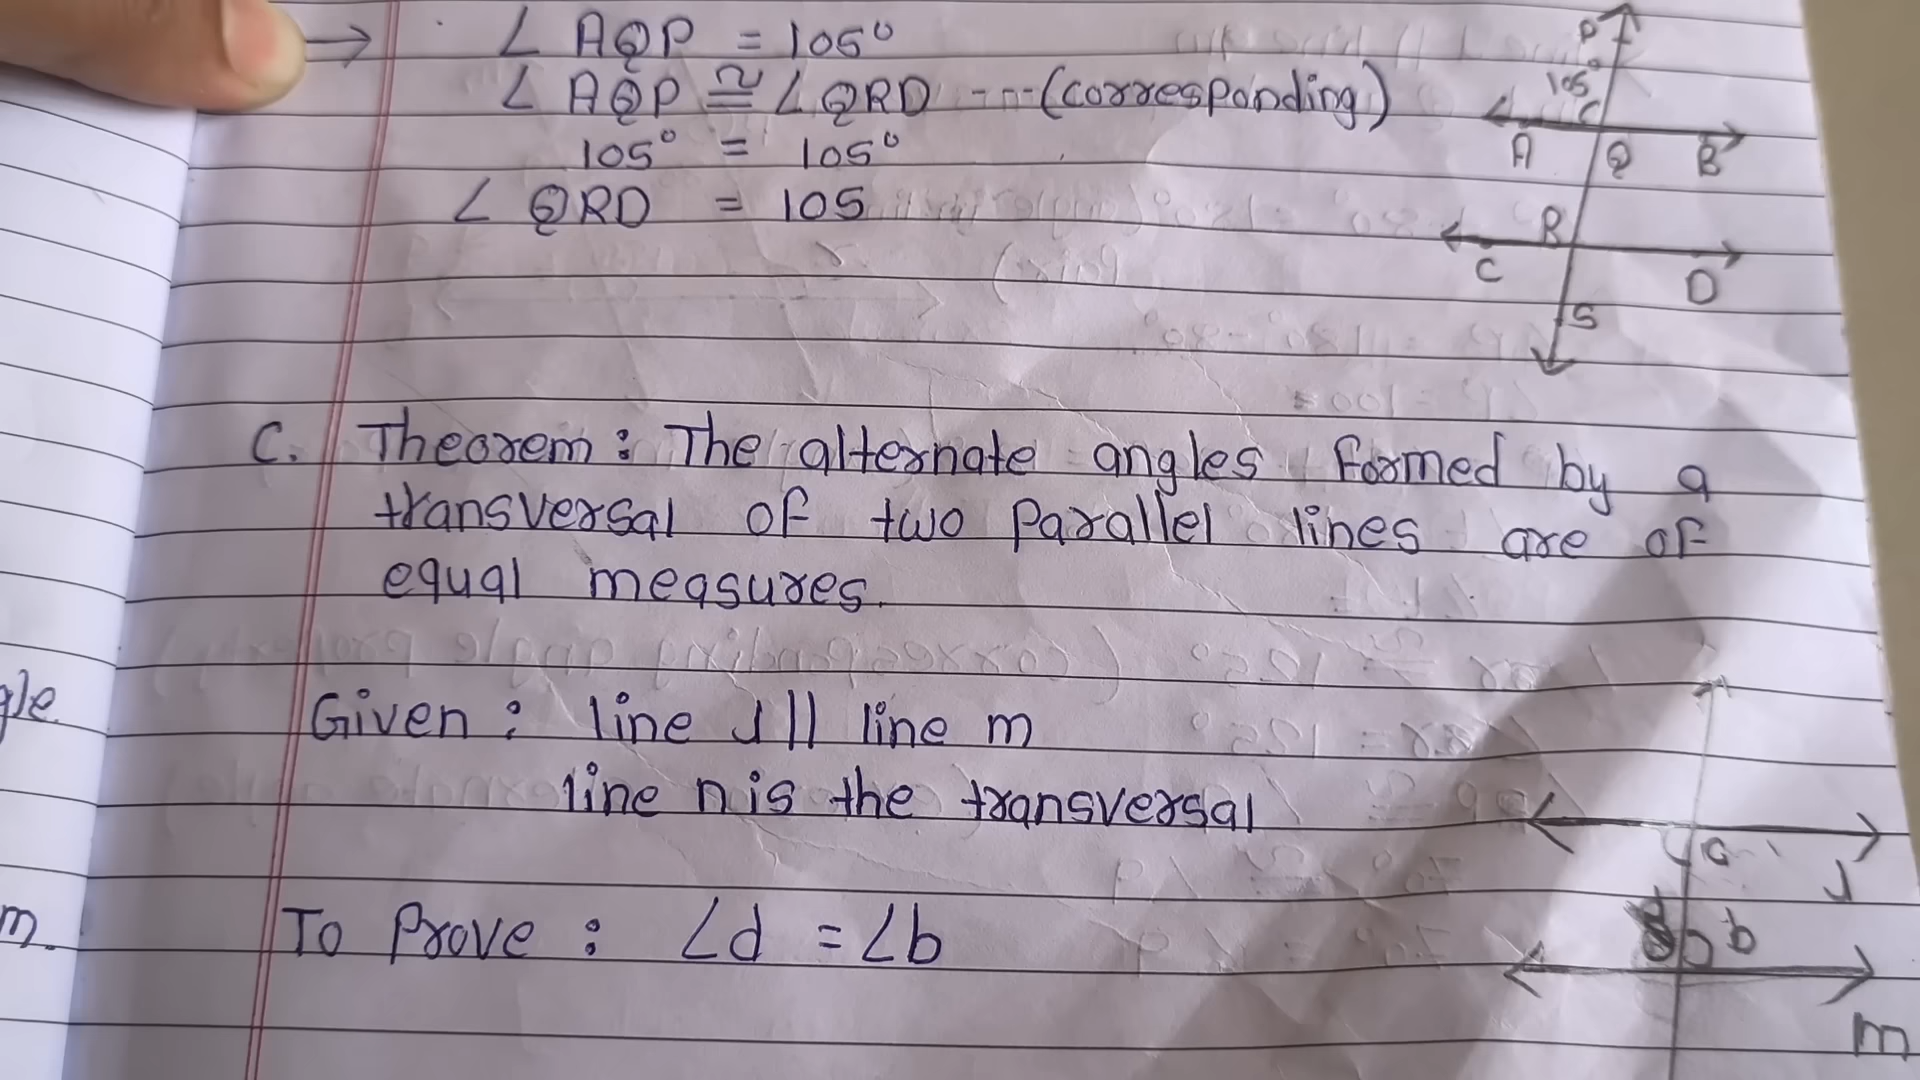 ∠AQP = 105°
∠AQP ≅ ∠QRD --- (corresponding)
105° = 105°
∠QRD = 105
P
105°
A Q B
R
C D
S
C. Theorem : The alternate angles formed by a
transversal of two parallel lines are of
equal measures.
Given : line l || line m
line n is the transversal
To Prove : ∠d = ∠b
l
b
m
gle
m.